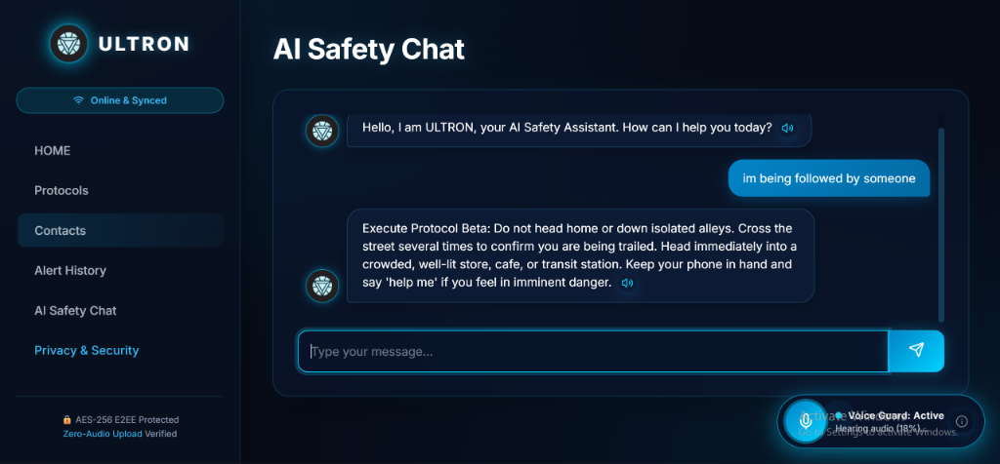 ULTRON
Online & Synced
HOME
Protocols
Contacts
Alert History
AI Safety Chat
Privacy & Security
AES-256 E2EE Protected
Zero-Audio Upload Verified
AI Safety Chat
Hello, I am ULTRON, your AI Safety Assistant. How can I help you today?
im being followed by someone
Execute Protocol Beta: Do not head home or down isolated alleys. Cross the
street several times to confirm you are being trailed. Head immediately into a
crowded, well-lit store, cafe, or transit station. Keep your phone in hand and
say 'help me' if you feel in imminent danger.
Type your message...
Activate Windows
Go to Settings to activate Windows.
Voice Guard: Active
Hearing audio (18%)...